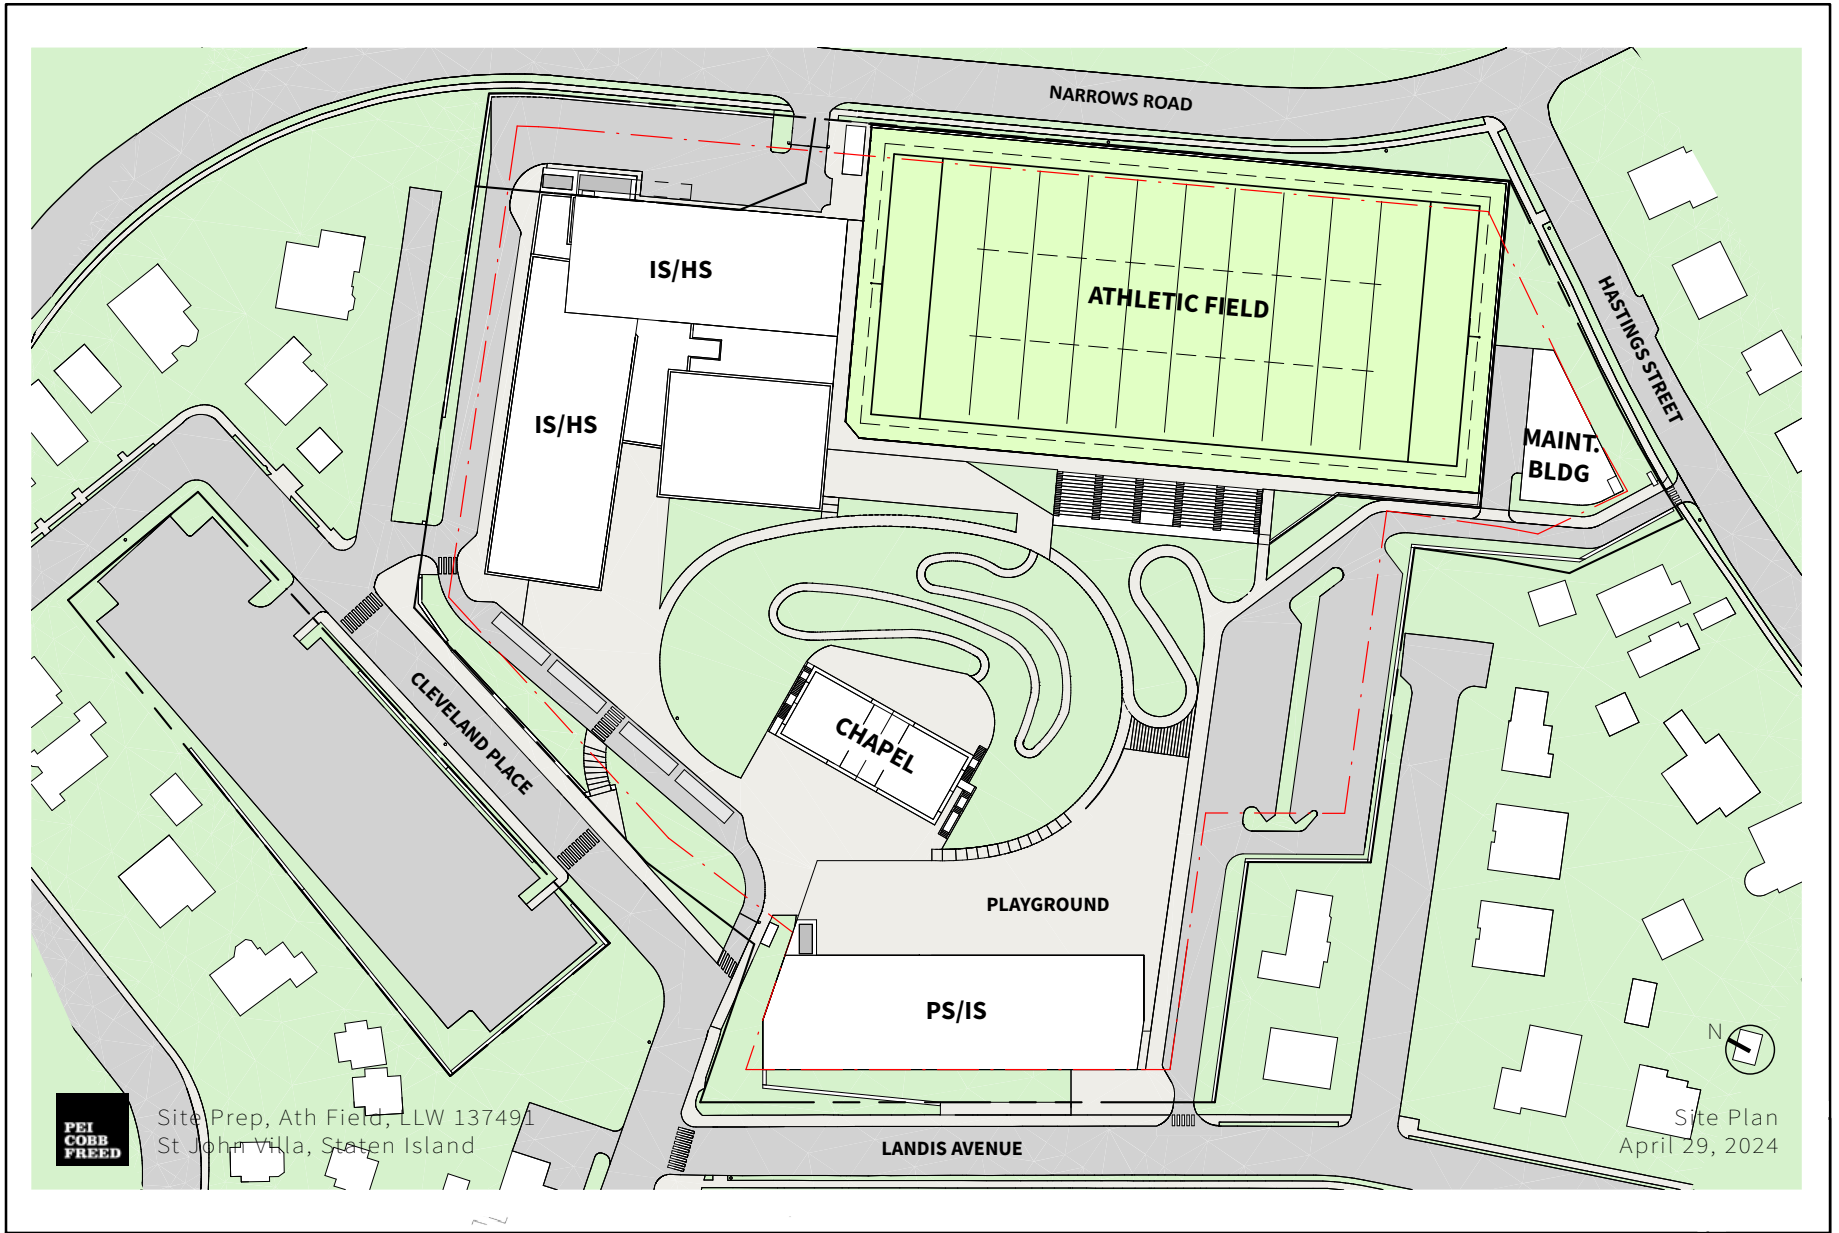 NARROWS ROAD
HASTINGS STREET
IS/HS
ATHLETIC FIELD
IS/HS
MAINT.
BLDG
CLEVELAND PLACE
CHAPEL
PLAYGROUND
PS/IS
N
PEI
COBB
FREED
Site Prep, Ath Field, LLW 137491
St John Villa, Staten Island
LANDIS AVENUE
Site Plan
April 29, 2024